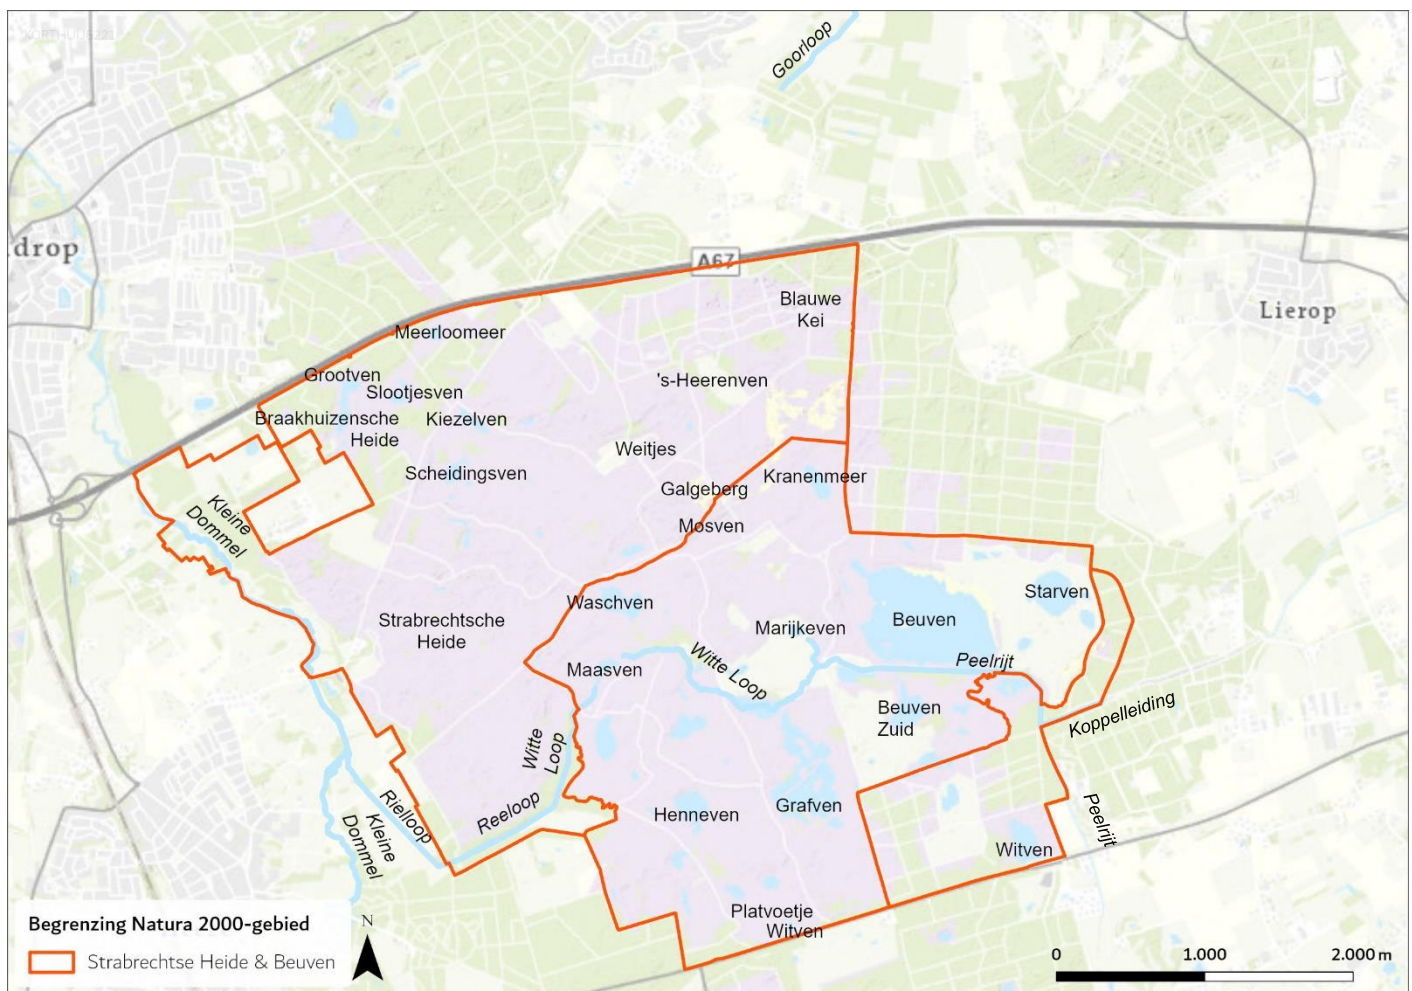 Goorloop
drop
A67
Blauwe
Kei
Lierop
Meerloomeer
Grootven
's-Heerenven
Slootjesven
Braakhuizensche
Heide
Kiezelven
Weitjes
Scheidingsven
Kranenmeer
Galgeberg
Kleine
Dommel
Mosven
Waschven
Starven
Strabrechtsche
Heide
Marijkeven
Beuven
Maasven
Witte Loop
Peelrijt
Beuven
Zuid
Koppelleiding
Witte
Loop
Reeloop
Rielloop
Kleine
Dommel
Henneven
Grafven
Peelrijt
Witven
Platvoetje
Witven
Begrenzing Natura 2000-gebied
Strabrechtse Heide & Beuven
N
0 1.000 2.000 m